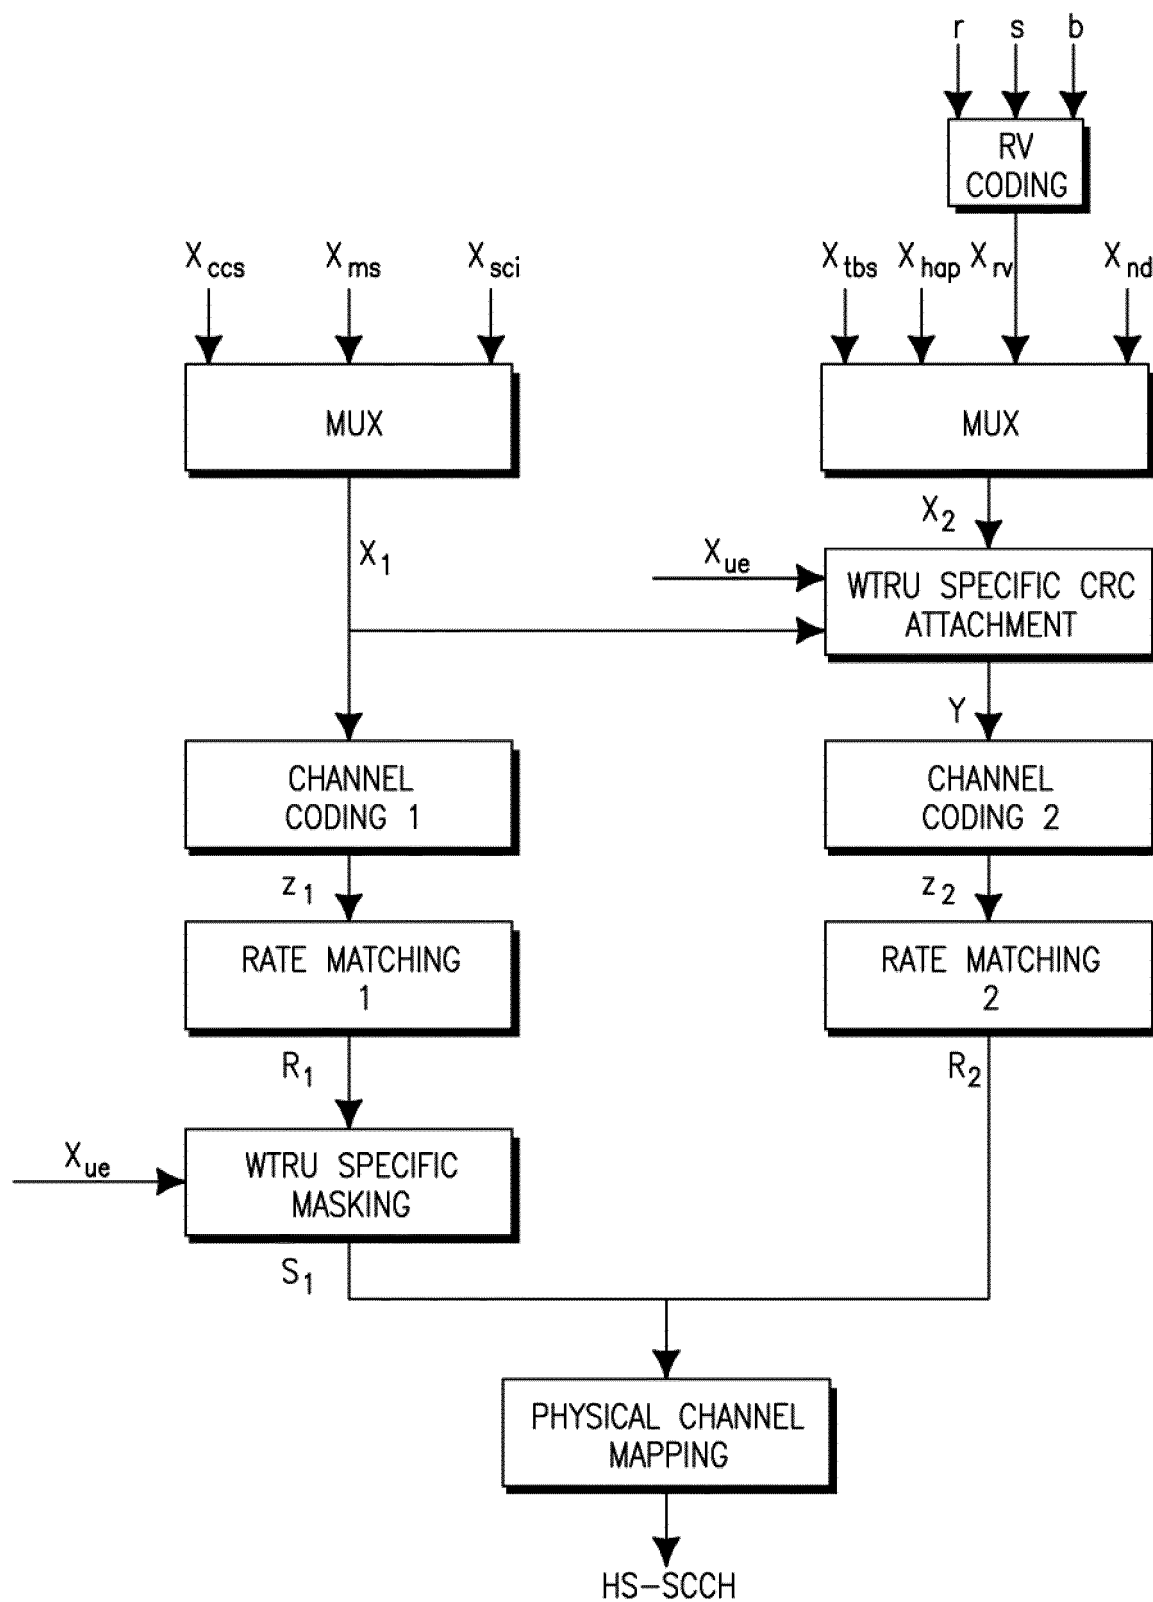 r s b
RV
CODING
Xccs Xms Xsci Xtbs Xhap Xrv Xnd
MUX MUX
X2
X1
Xue
WTRU SPECIFIC CRC
ATTACHMENT
Y
CHANNEL
CODING 1
CHANNEL
CODING 2
z1 z2
RATE MATCHING
1
RATE MATCHING
2
R1 R2
Xue
WTRU SPECIFIC
MASKING
S1
PHYSICAL CHANNEL
MAPPING
HS-SCCH